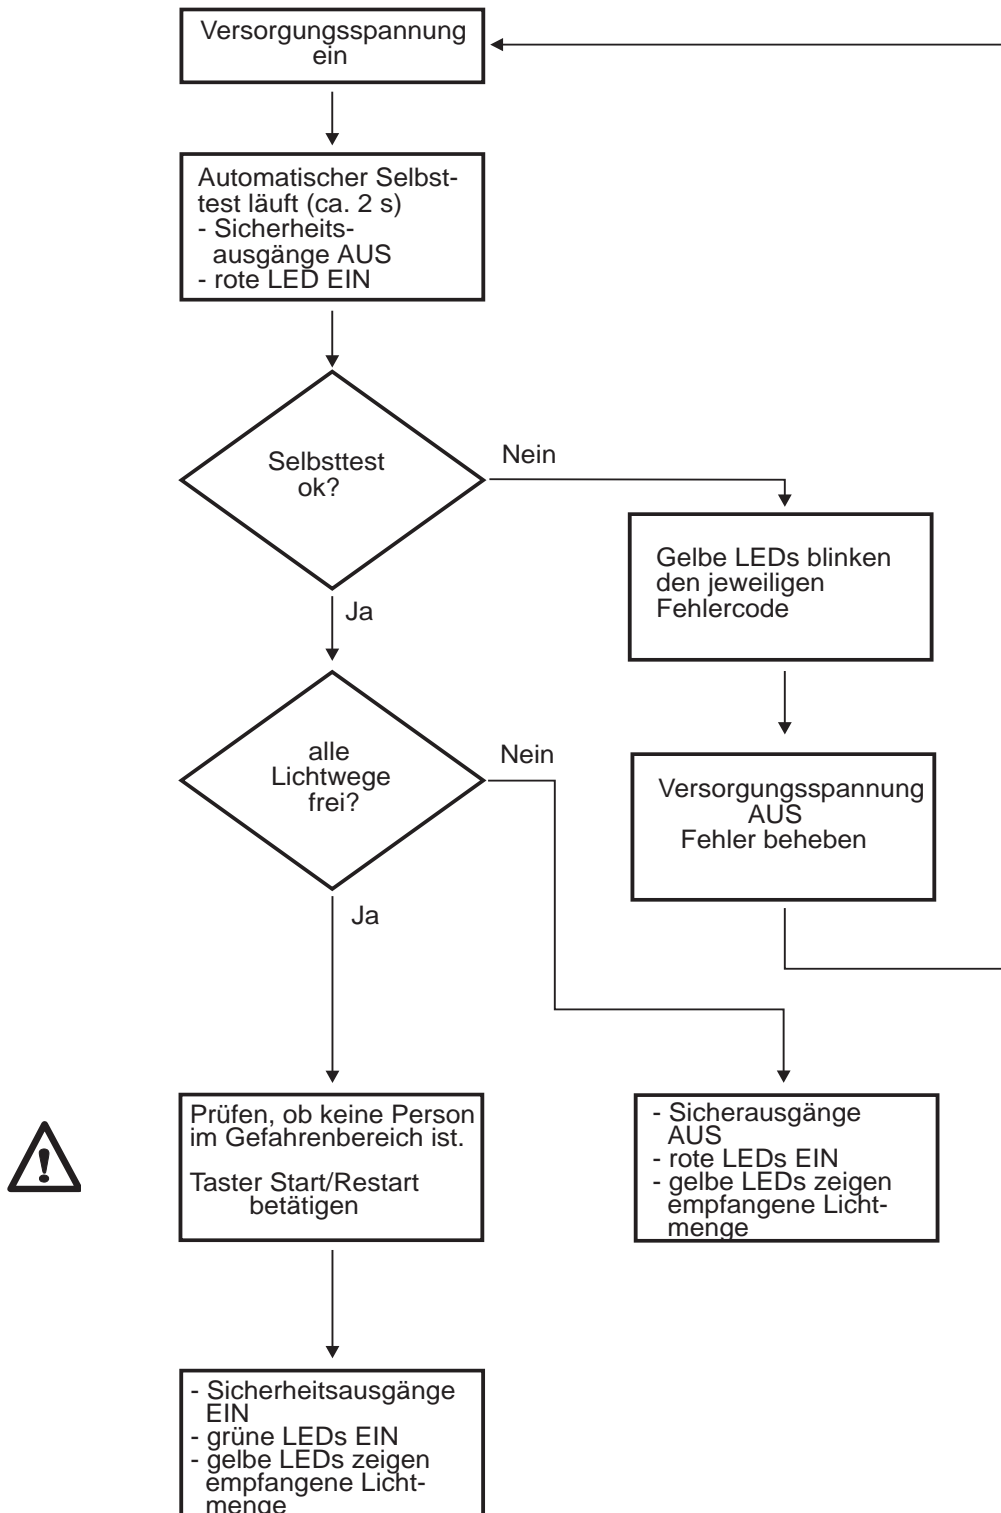 Versorgungsspannung
ein
Automatischer Selbst-
test läuft (ca. 2 s)
- Sicherheits-
ausgänge AUS
- rote LED EIN
Selbsttest
ok?
Nein
Gelbe LEDs blinken
den jeweiligen
Fehlercode
Ja
alle
Lichtwege
frei?
Nein
Versorgungsspannung
AUS
Fehler beheben
Ja
Prüfen, ob keine Person
im Gefahrenbereich ist.
Taster Start/Restart
betätigen
- Sicherausgänge
AUS
- rote LEDs EIN
- gelbe LEDs zeigen
empfangene Licht-
menge
- Sicherheitsausgänge
EIN
- grüne LEDs EIN
- gelbe LEDs zeigen
empfangene Licht-
menge